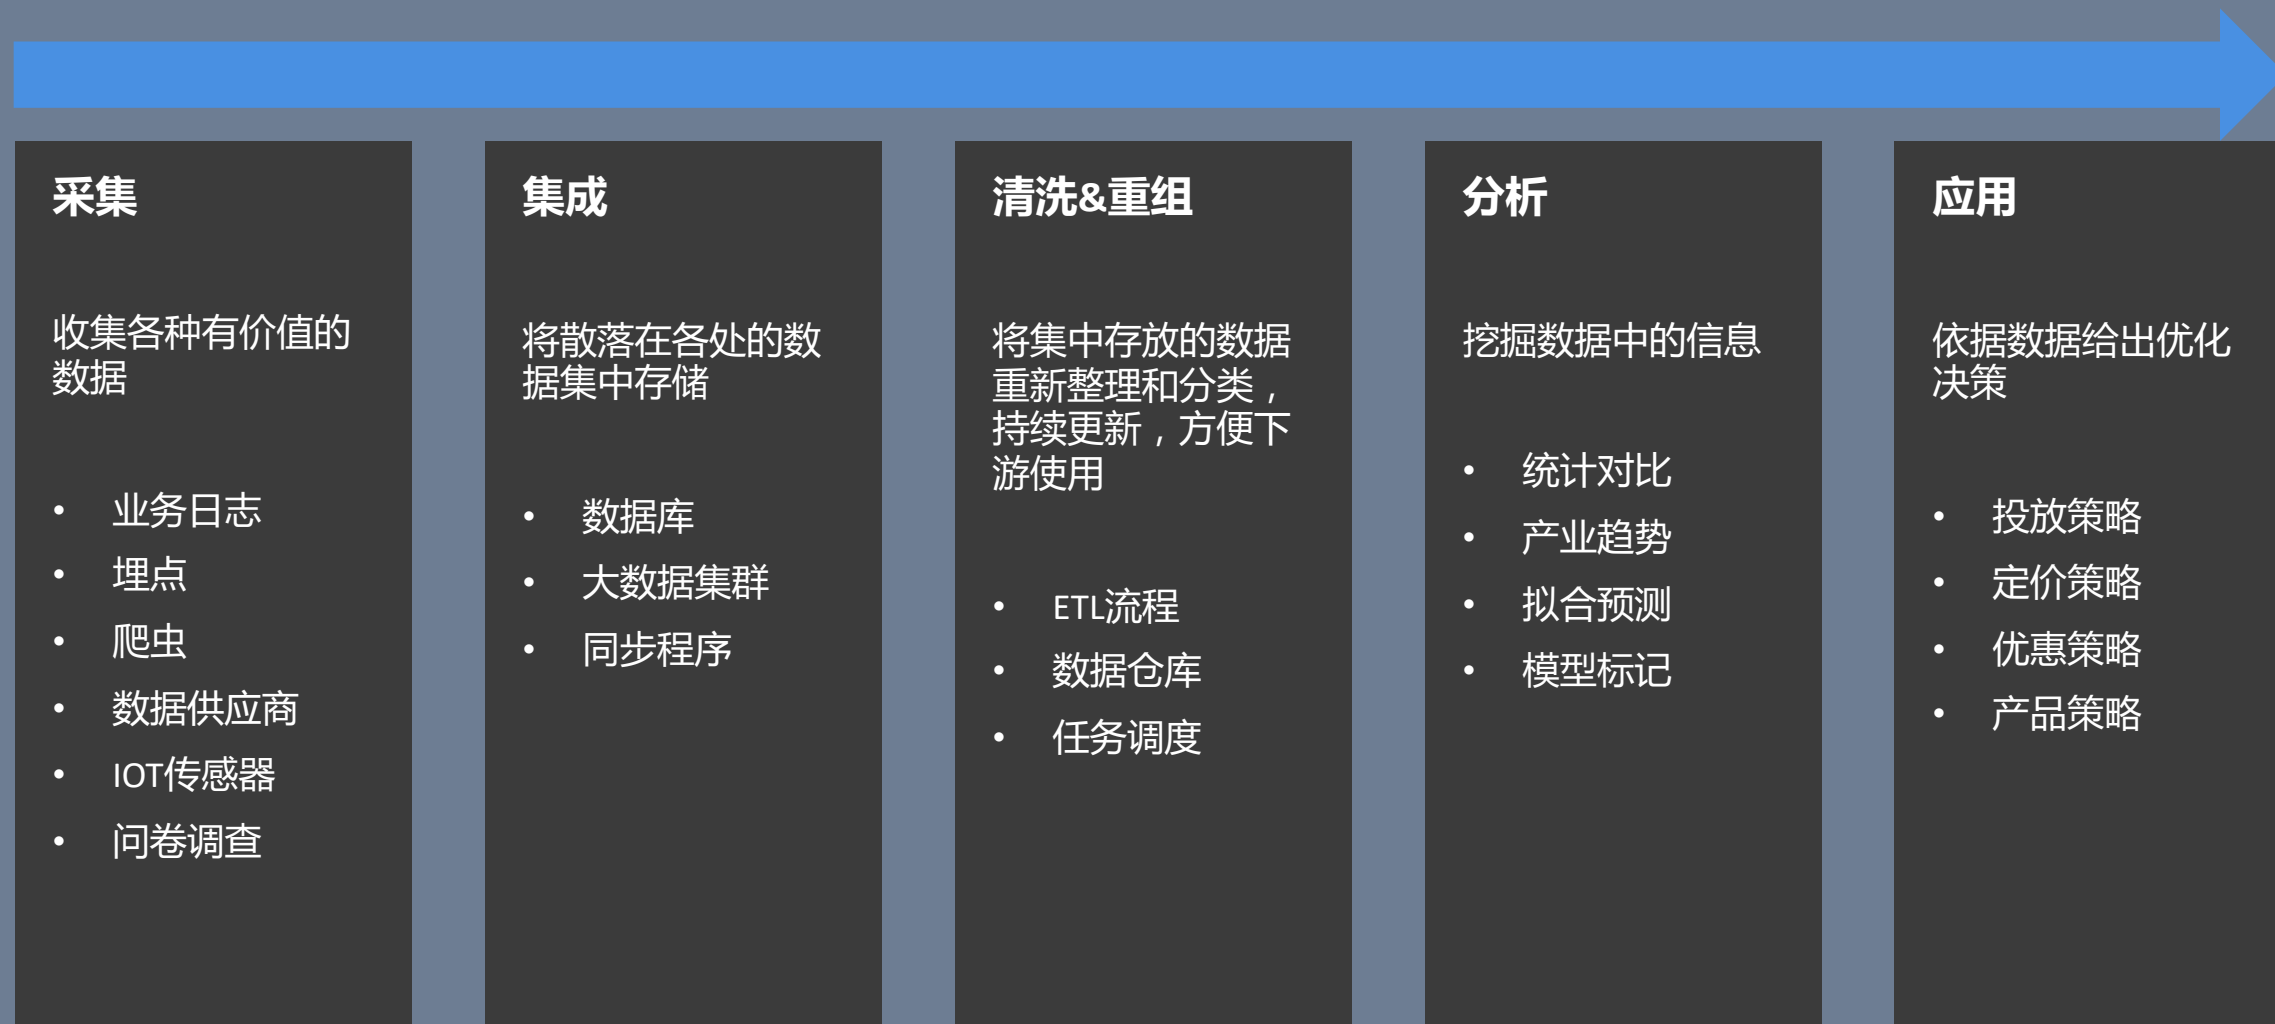 采集
收集各种有价值的
数据
• 业务日志
• 埋点
• 爬虫
• 数据供应商
• IOT传感器
• 问卷调查
集成
将散落在各处的数
据集中存储
• 数据库
• 大数据集群
• 同步程序
清洗&重组
将集中存放的数据
重新整理和分类，
持续更新，方便下
游使用
• ETL流程
• 数据仓库
• 任务调度
分析
挖掘数据中的信息
• 统计对比
• 产业趋势
• 拟合预测
• 模型标记
应用
依据数据给出优化
决策
• 投放策略
• 定价策略
• 优惠策略
• 产品策略